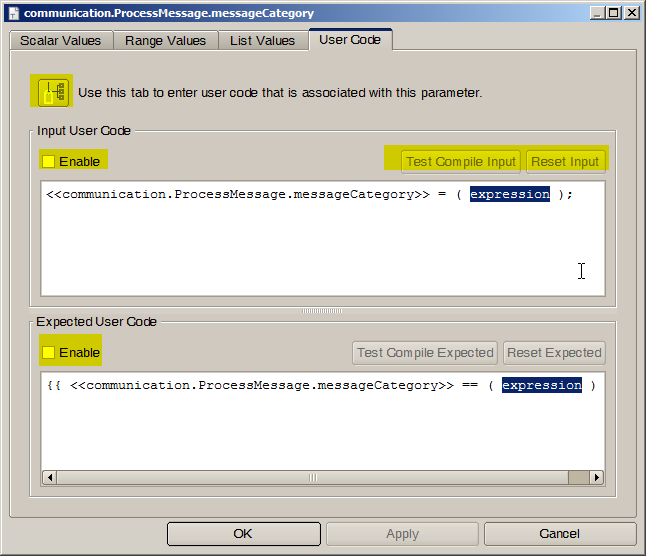 communication.ProcessMessage.messageCategory
Scalar Values Range Values List Values User Code
Use this tab to enter user code that is associated with this parameter.
Input User Code
Enable Test Compile Input Reset Input
<<communication.ProcessMessage.messageCategory>> = ( expression );
Expected User Code
Enable Test Compile Expected Reset Expected
{{ <<communication.ProcessMessage.messageCategory>> == ( expression )
OK Apply Cancel